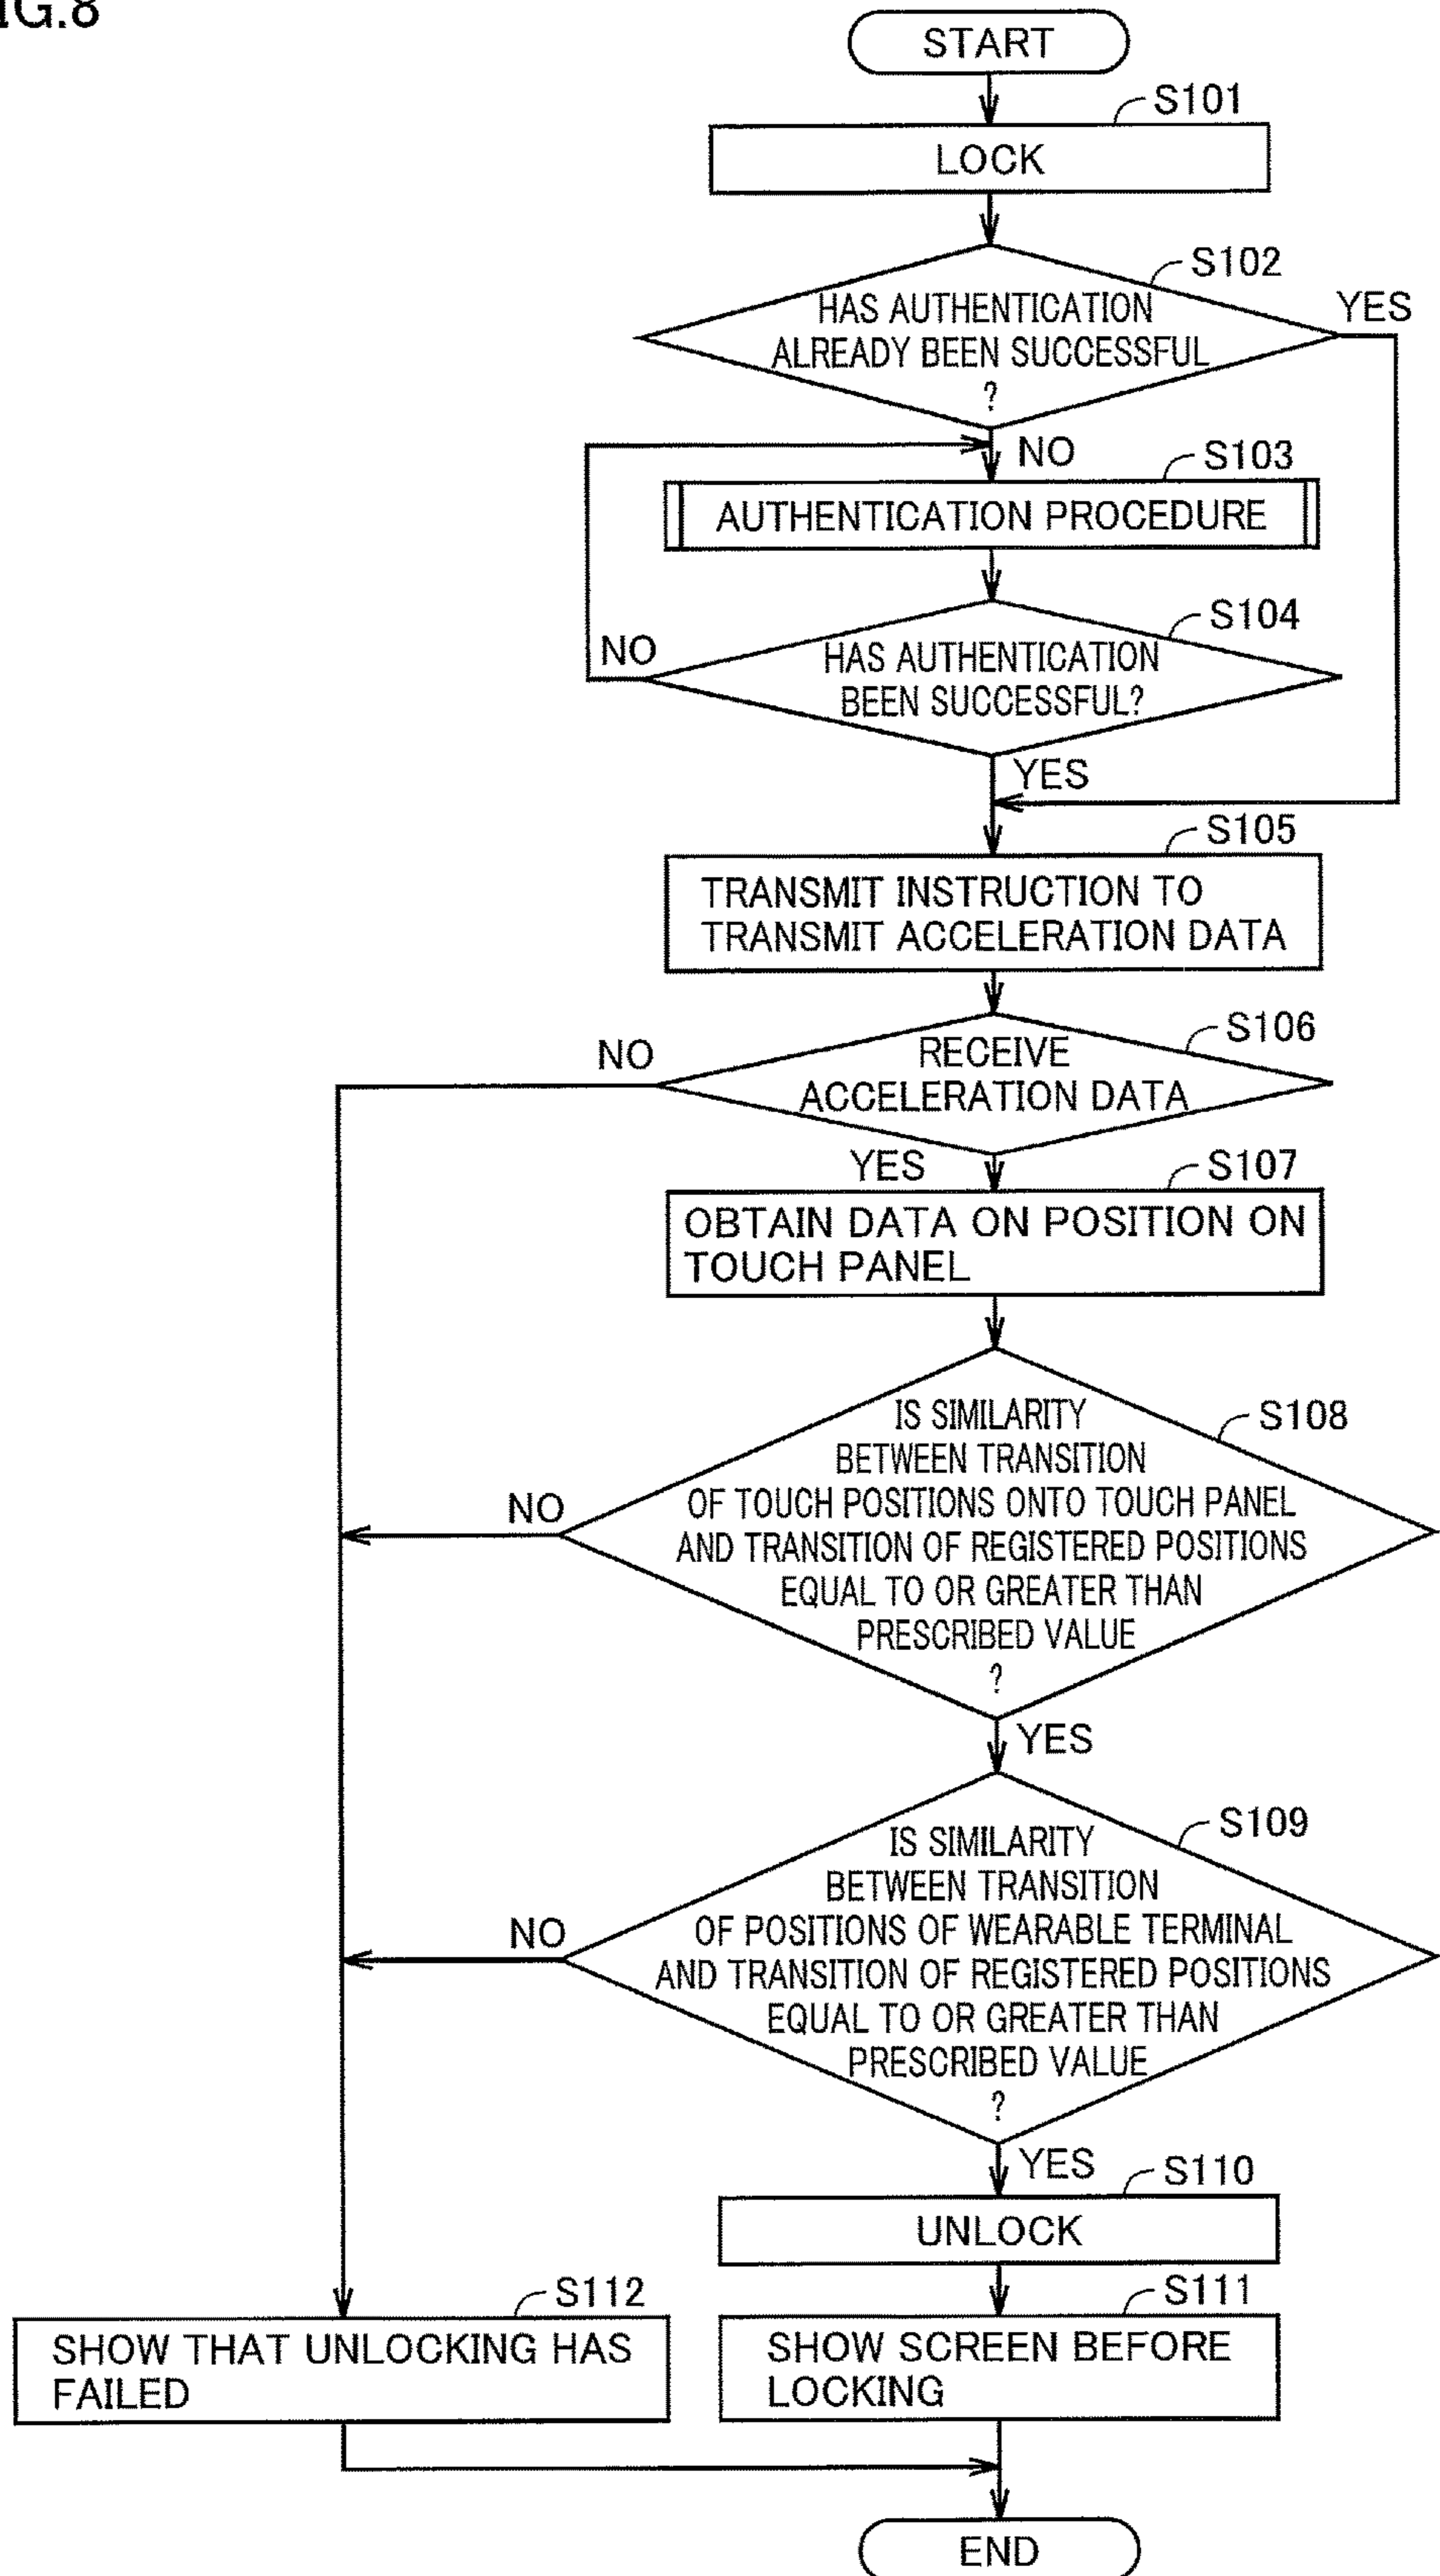 IG.8
START
S101
LOCK
S102
HAS AUTHENTICATION
ALREADY BEEN SUCCESSFUL
?
YES
NO
S103
AUTHENTICATION PROCEDURE
S104
HAS AUTHENTICATION
BEEN SUCCESSFUL?
NO
YES
S105
TRANSMIT INSTRUCTION TO
TRANSMIT ACCELERATION DATA
S106
RECEIVE
ACCELERATION DATA
NO
YES
S107
OBTAIN DATA ON POSITION ON
TOUCH PANEL
S108
IS SIMILARITY
BETWEEN TRANSITION
OF TOUCH POSITIONS ONTO TOUCH PANEL
AND TRANSITION OF REGISTERED POSITIONS
EQUAL TO OR GREATER THAN
PRESCRIBED VALUE
?
NO
YES
S109
IS SIMILARITY
BETWEEN TRANSITION
OF POSITIONS OF WEARABLE TERMINAL
AND TRANSITION OF REGISTERED POSITIONS
EQUAL TO OR GREATER THAN
PRESCRIBED VALUE
?
NO
YES
S110
UNLOCK
S112
SHOW THAT UNLOCKING HAS
FAILED
S111
SHOW SCREEN BEFORE
LOCKING
END